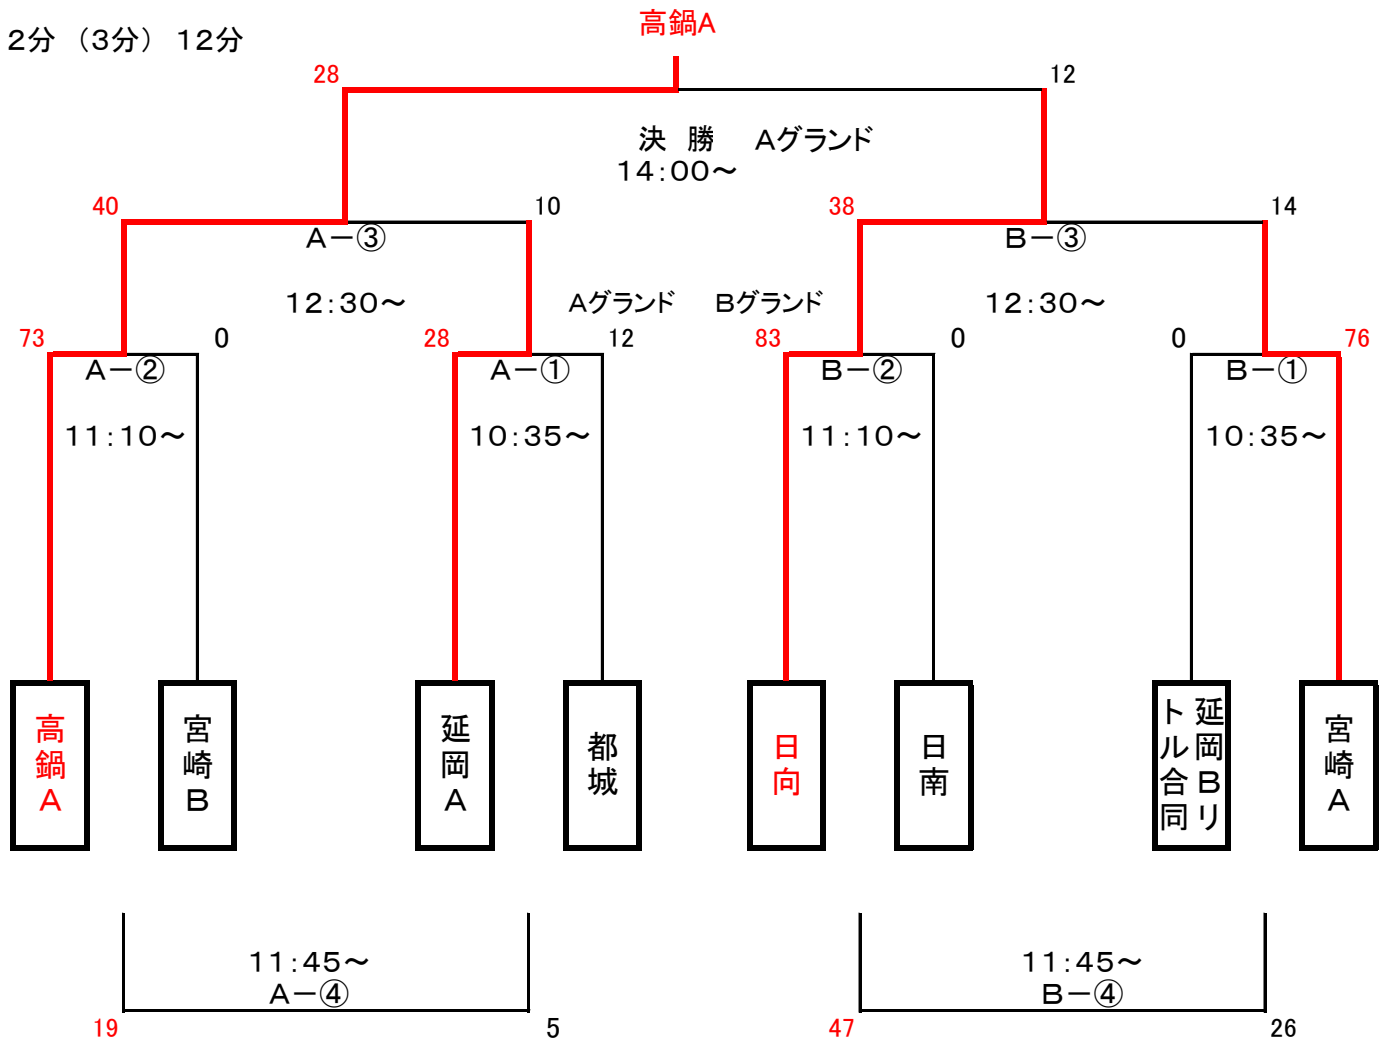 高鍋A
2分 （3分） 12分
28
12
決 勝 Aグランド
14:00～
40
10
38
14
A－③
B－③
12:30～
Aグランド
Bグランド
12:30～
73
0
28
12
83
0
0
76
A－②
A－①
B－②
B－①
11:10～
10:35～
11:10～
10:35～
高鍋A
宮崎B
延岡A
都城
日向
日南
延岡Bリ
トル合同
宮崎A
11:45～
11:45～
A－④
B－④
19
5
47
26